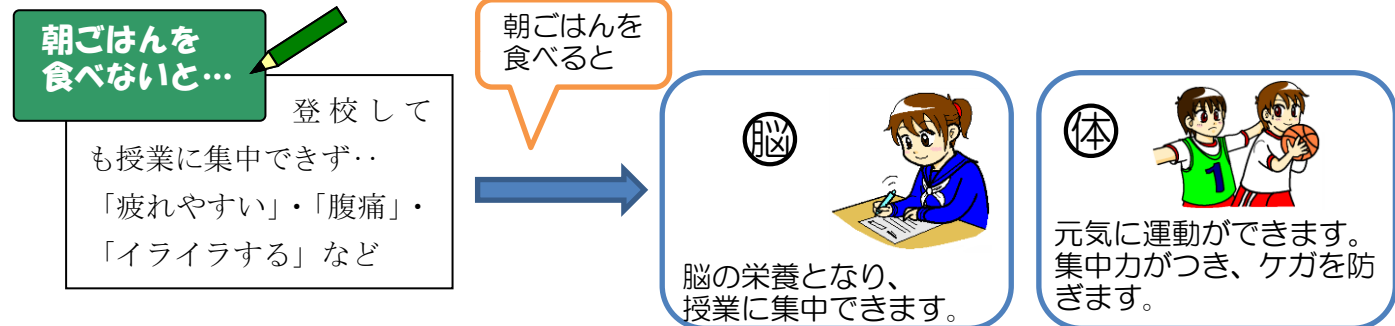 朝ごはんを
食べないと…
登校して
も授業に集中できず‥
「疲れやすい」・「腹痛」・
「イライラする」など
朝ごはんを
食べると
脳
脳の栄養となり、
授業に集中できます。
体
1
元気に運動ができます。
集中力がつき、ケガを防
ぎます。